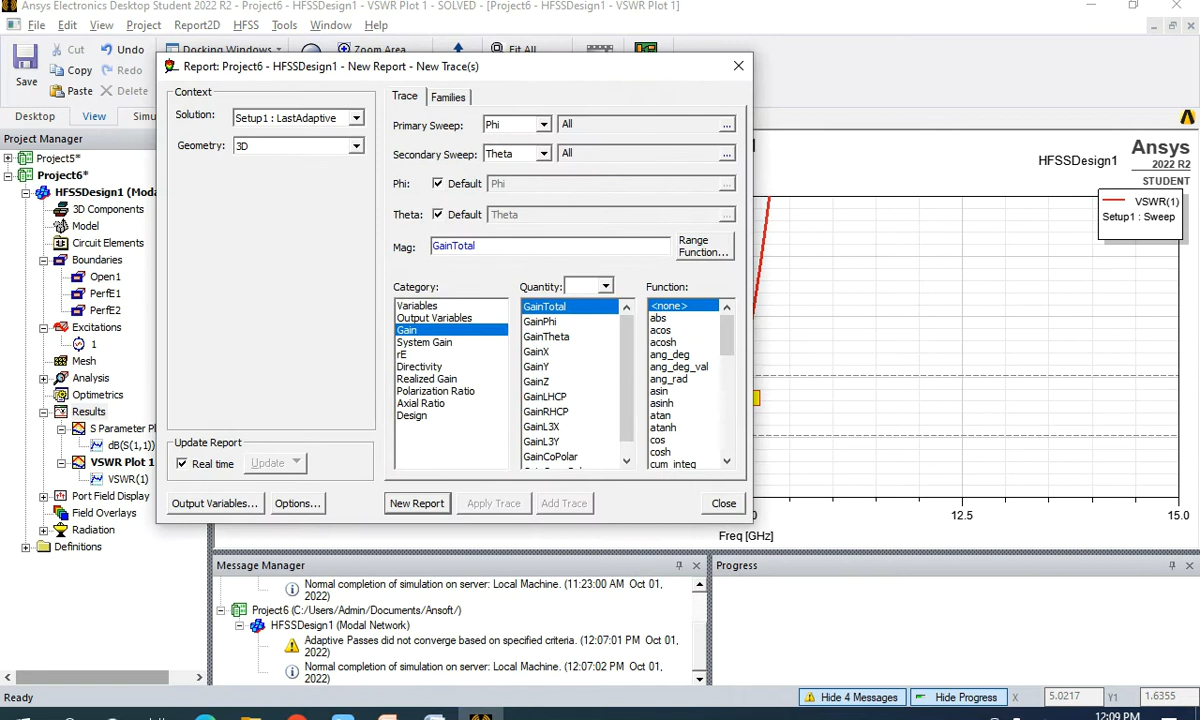 Ansys Electronics Desktop Student 2022 R2 - Project6 - HFSSDesign1 - VSWR Plot 1 - SOLVED - [Project6 - HFSSDesign1 - VSWR Plot 1]
File Edit View Project Report2D HFSS Tools Window Help
Save
Cut
Copy
Paste
Undo
Redo
Delete
Docking Windows
Zoom Area
Fit All
Desktop View Simu
Report: Project6 - HFSSDesign1 - New Report - New Trace(s)
Context
Solution: Setup1 : LastAdaptive
Geometry: 3D
Update Report
Real time Update
Output Variables... Options...
Trace Families
Primary Sweep: Phi All ...
Secondary Sweep: Theta All ...
Phi: Default Phi ...
Theta: Default Theta ...
Mag: GainTotal
Range
Function...
Category:
Variables
Output Variables
Gain
System Gain
rE
Directivity
Realized Gain
Polarization Ratio
Axial Ratio
Design
Quantity:
GainTotal
GainPhi
GainTheta
GainX
GainY
GainZ
GainLHCP
GainRHCP
GainL3X
GainL3Y
GainCoPolar
Function:
<none>
abs
acos
acosh
ang_deg
ang_deg_val
ang_rad
asin
asinh
atan
atanh
cos
cosh
cum_integ
New Report Apply Trace Add Trace Close
Project Manager
Project5*
Project6*
HFSSDesign1 (Moda
3D Components
Model
Circuit Elements
Boundaries
Open1
PerfE1
PerfE2
Excitations
1
Mesh
Analysis
Optimetrics
Results
S Parameter Pl
dB(S(1,1))
VSWR Plot 1
VSWR(1)
Port Field Display
Field Overlays
Radiation
Definitions
HFSSDesign1
Ansys
2022 R2
STUDENT
VSWR(1)
Setup1 : Sweep
12.5 15.0
Freq [GHz]
Message Manager
Normal completion of simulation on server: Local Machine. (11:23:00 AM Oct 01,
2022)
Project6 (C:/Users/Admin/Documents/Ansoft/)
HFSSDesign1 (Modal Network)
Adaptive Passes did not converge based on specified criteria. (12:07:01 PM Oct 01,
2022)
Normal completion of simulation on server: Local Machine. (12:07:02 PM Oct 01,
2022)
Progress
Ready
Hide 4 Messages Hide Progress X 5.0217 Y1 1.6355
12:09 PM